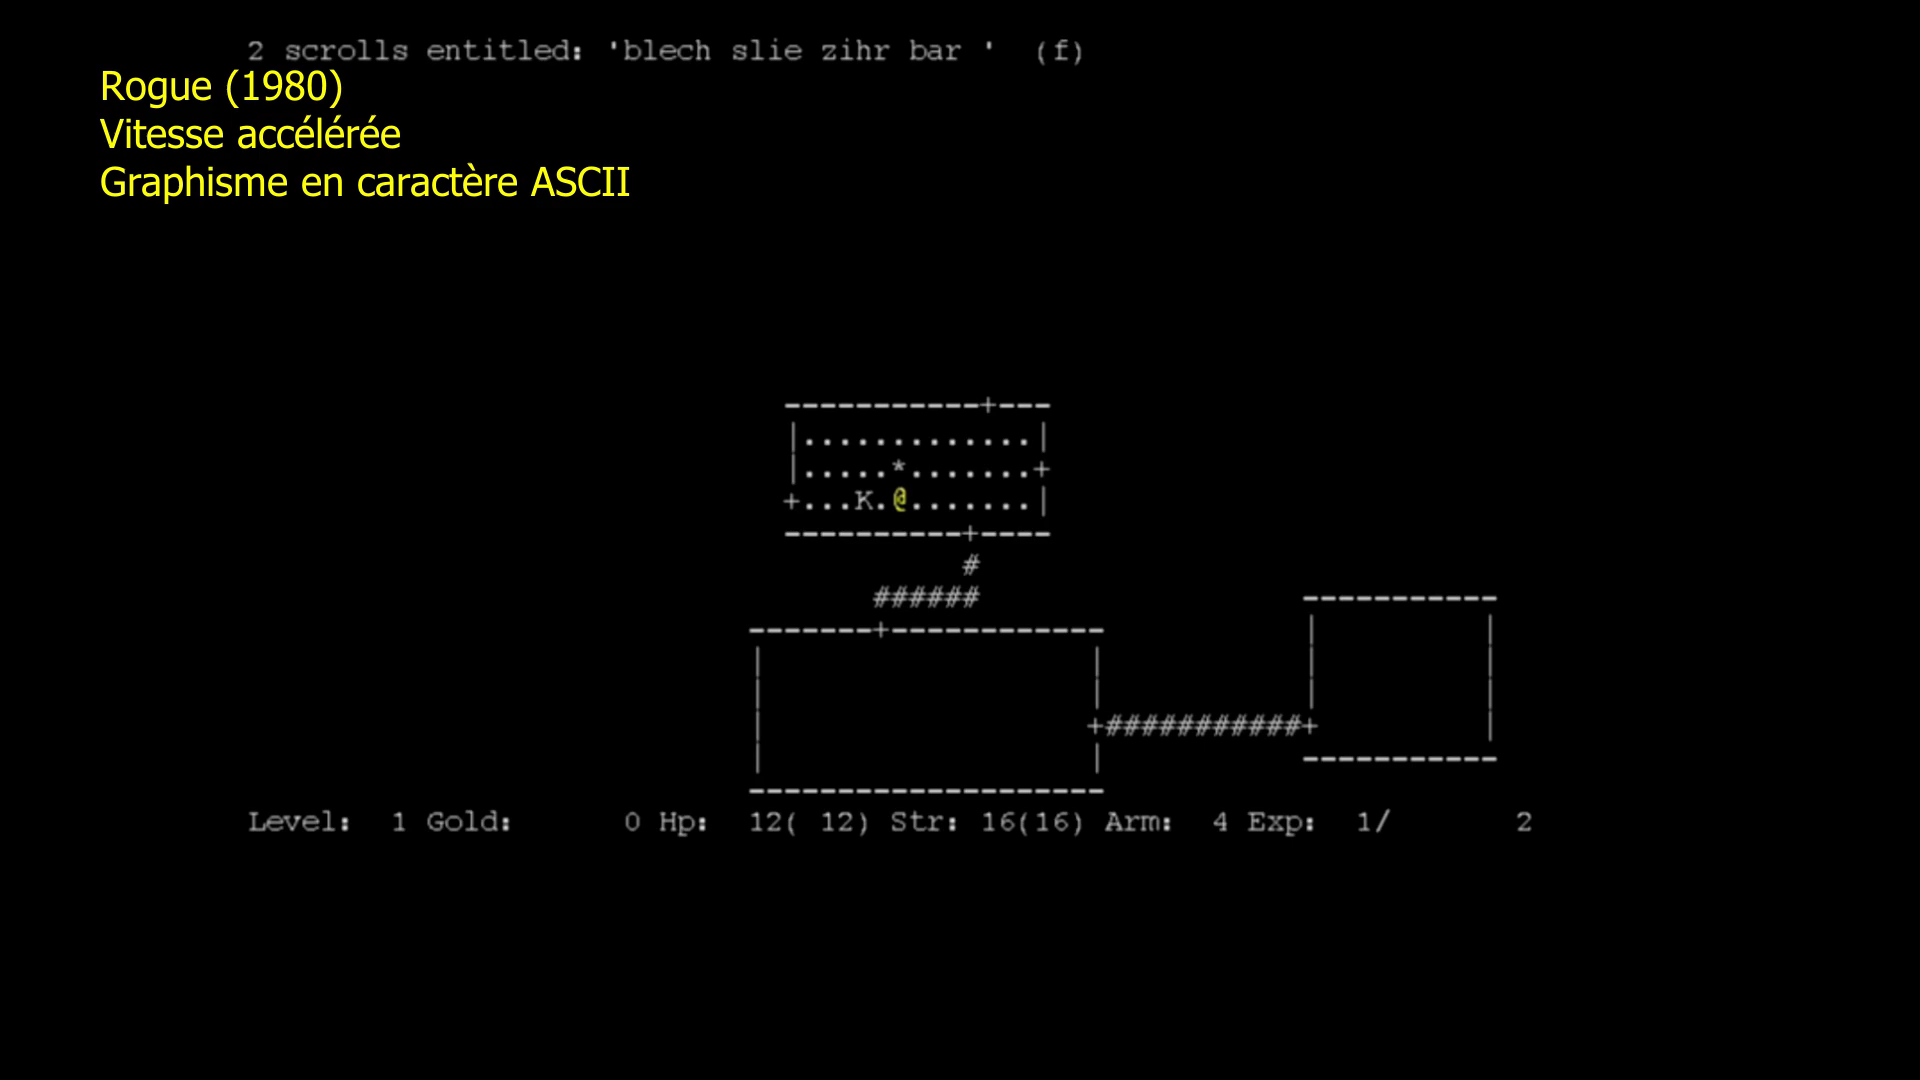 2 scrolls entitled: 'blech slie zihr bar '  (f)
Rogue (1980)
Vitesse accélérée
Graphisme en caractère ASCII
-----------+---
|.............|
|.....*.......+
+...K.@.......|
----------+----
#
######
-----------
-------+------------
| | | |
| | | |
| | | |
| +###########+ |
| | -----------
--------------------
Level:  1 Gold:      0 Hp:  12( 12) Str: 16(16) Arm:  4 Exp:  1/       2